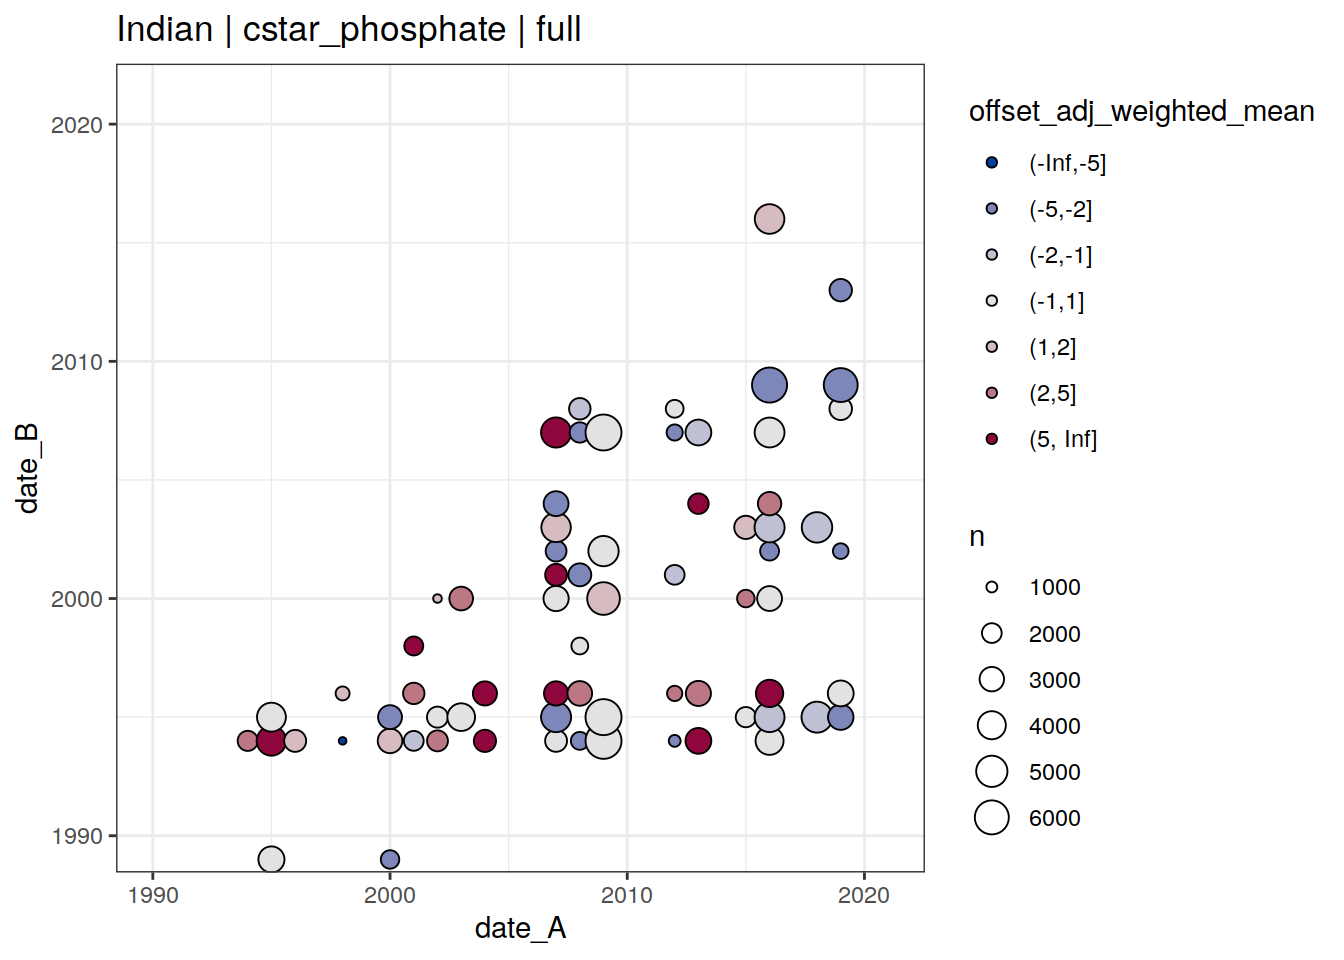 Indian | cstar_phosphate | full
offset_adj_weighted_mean
(-Inf,-5]
(-5,-2]
(-2,-1]
(-1,1]
(1,2]
(2,5]
(5, Inf]
n
1000
2000
3000
4000
5000
6000
date_B
2020
2010
2000
1990
1990
2000
2010
2020
date_A